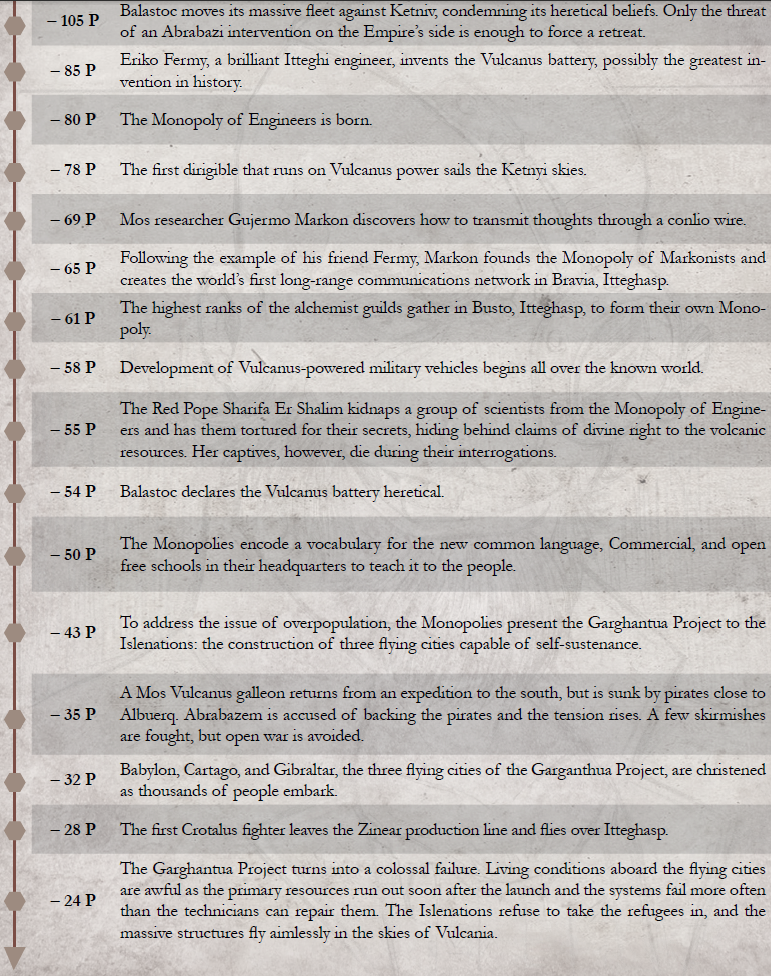 – 105 P
Balastoc moves its massive fleet against Ketniv, condemning its heretical beliefs. Only the threat
of an Abrabazi intervention on the Empire’s side is enough to force a retreat.
– 85 P
Eriko Fermy, a brilliant Itteghi engineer, invents the Vulcanus battery, possibly the greatest in-
vention in history.
– 80 P
The Monopoly of Engineers is born.
– 78 P
The first dirigible that runs on Vulcanus power sails the Ketnyi skies.
– 69 P
Mos researcher Gujermo Markon discovers how to transmit thoughts through a conlio wire.
– 65 P
Following the example of his friend Fermy, Markon founds the Monopoly of Markonists and
creates the world’s first long-range communications network in Bravia, Itteghasp.
– 61 P
The highest ranks of the alchemist guilds gather in Busto, Itteghasp, to form their own Mono-
poly.
– 58 P
Development of Vulcanus-powered military vehicles begins all over the known world.
– 55 P
The Red Pope Sharifa Er Shalim kidnaps a group of scientists from the Monopoly of Engine-
ers and has them tortured for their secrets, hiding behind claims of divine right to the volcanic
resources. Her captives, however, die during their interrogations.
– 54 P
Balastoc declares the Vulcanus battery heretical.
– 50 P
The Monopolies encode a vocabulary for the new common language, Commercial, and open
free schools in their headquarters to teach it to the people.
– 43 P
To address the issue of overpopulation, the Monopolies present the Garghantua Project to the
Islenations: the construction of three flying cities capable of self-sustenance.
– 35 P
A Mos Vulcanus galleon returns from an expedition to the south, but is sunk by pirates close to
Albuerq. Abrabazem is accused of backing the pirates and the tension rises. A few skirmishes
are fought, but open war is avoided.
– 32 P
Babylon, Cartago, and Gibraltar, the three flying cities of the Garganthua Project, are christened
as thousands of people embark.
– 28 P
The first Crotalus fighter leaves the Zinear production line and flies over Itteghasp.
– 24 P
The Garghantua Project turns into a colossal failure. Living conditions aboard the flying cities
are awful as the primary resources run out soon after the launch and the systems fail more often
than the technicians can repair them. The Islenations refuse to take the refugees in, and the
massive structures fly aimlessly in the skies of Vulcania.